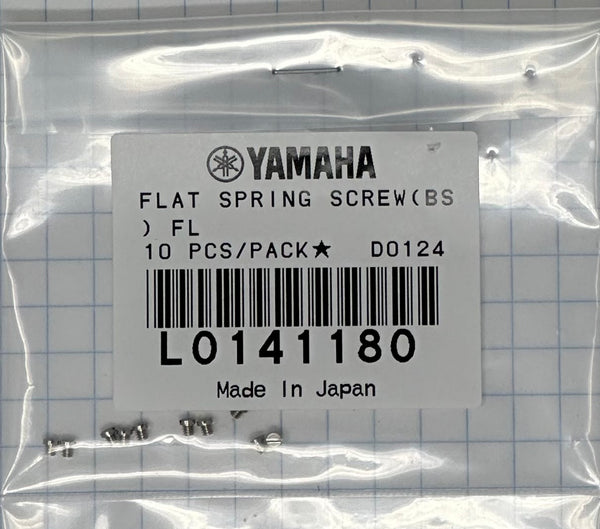 YAMAHA
FLAT SPRING SCREW(BS
) FL
10 PCS/PACK★ D0124
L0141180
Made In Japan